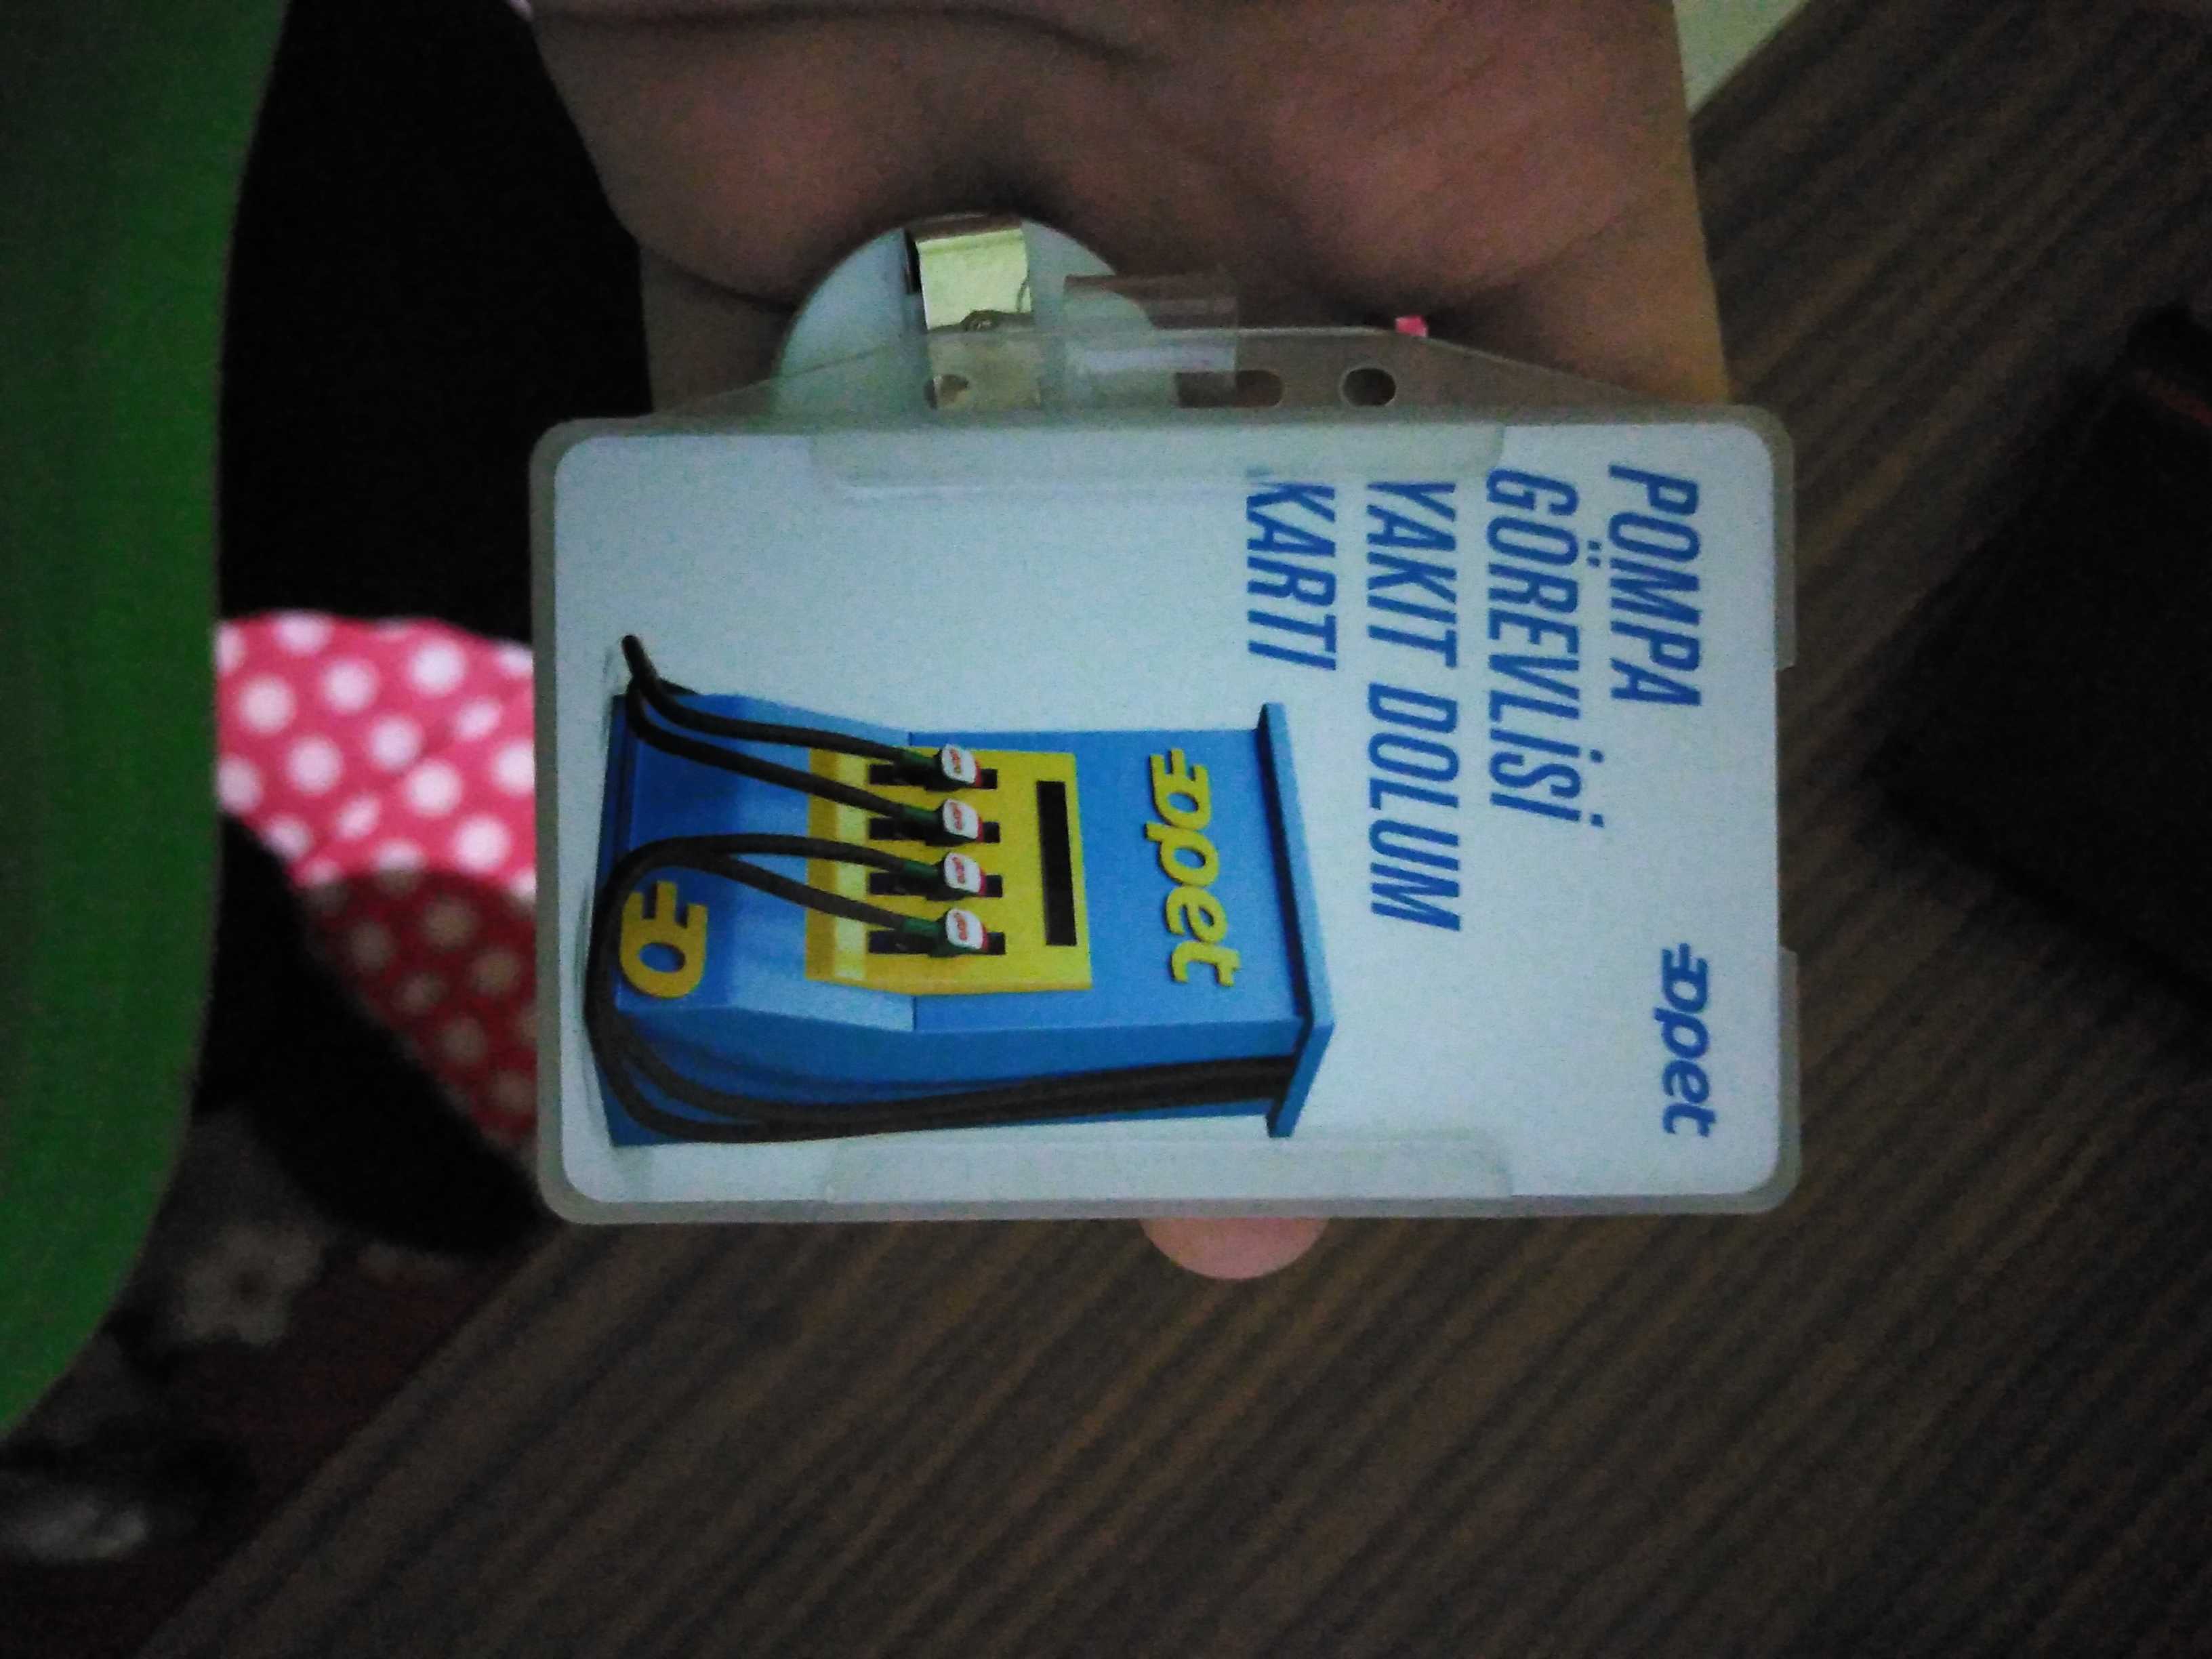 POMPA
GÖREVLİSİ
YAKIT DOLUM
KARTI
opet
opet
O